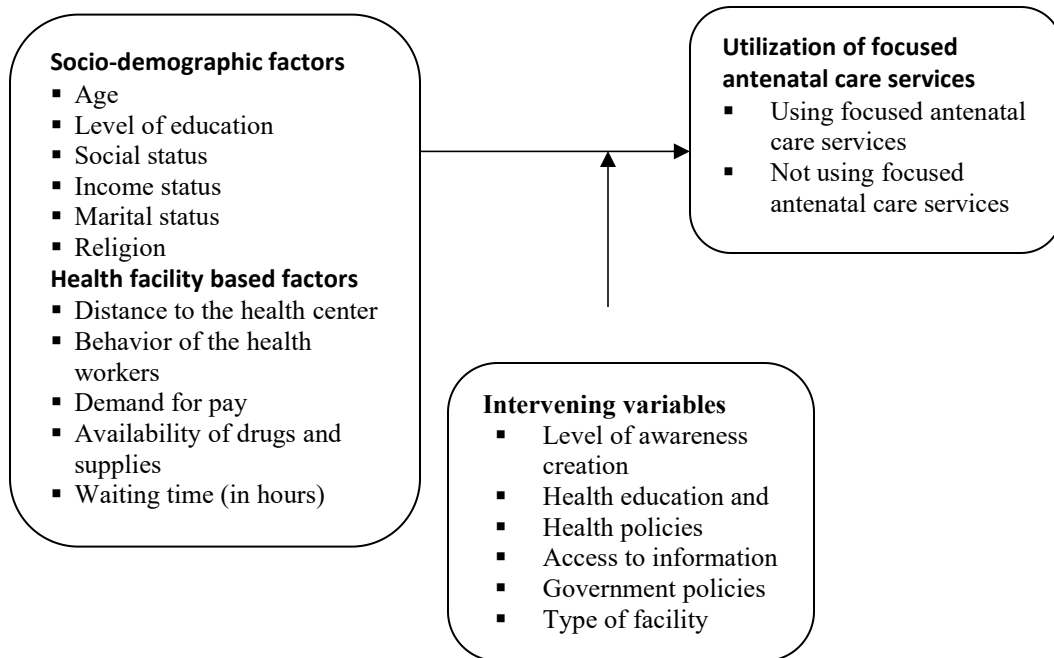 Socio-demographic factors
▪ Age
▪ Level of education
▪ Social status
▪ Income status
▪ Marital status
▪ Religion
Health facility based factors
▪ Distance to the health center
▪ Behavior of the health
workers
▪ Demand for pay
▪ Availability of drugs and
supplies
▪ Waiting time (in hours)
Utilization of focused
antenatal care services
▪ Using focused antenatal
care services
▪ Not using focused
antenatal care services
Intervening variables
▪ Level of awareness
creation
▪ Health education and
▪ Health policies
▪ Access to information
▪ Government policies
▪ Type of facility